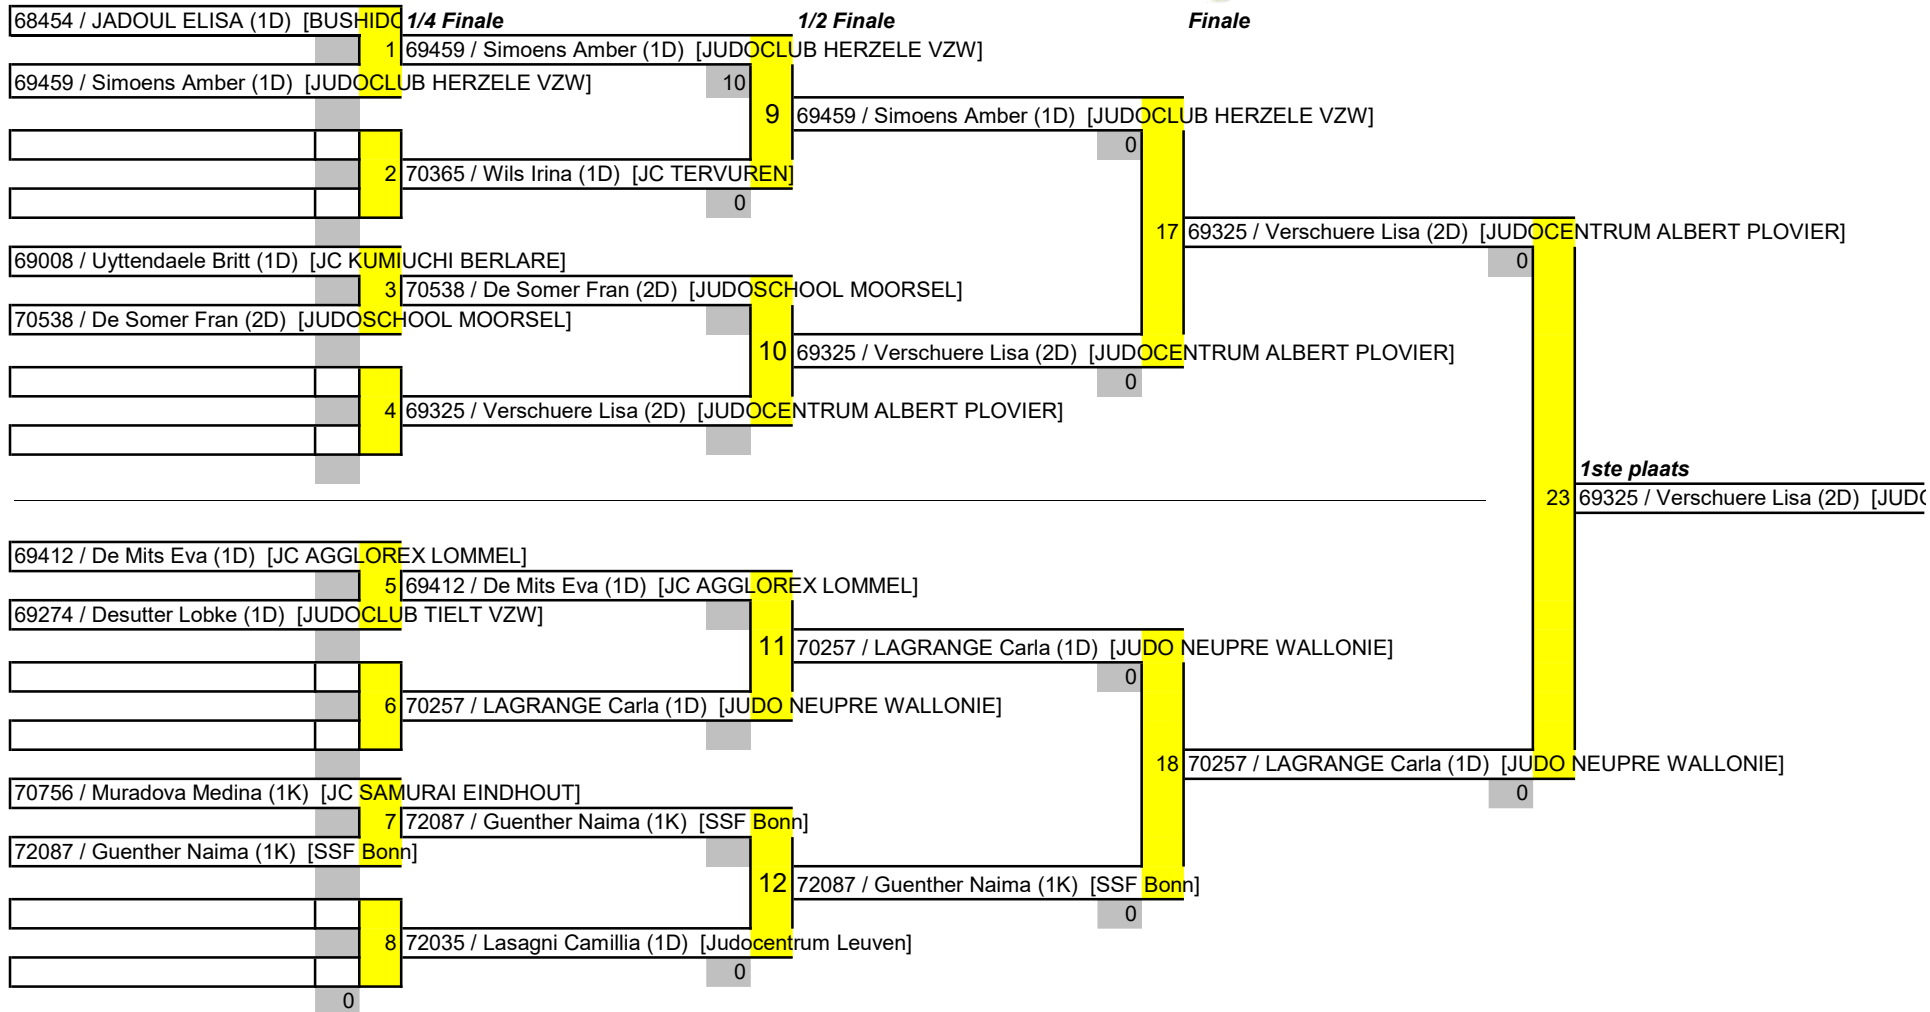 68454 / JADOUL ELISA (1D) [BUSHIDO 1/4 Finale 1/2 Finale Finale
1 69459 / Simoens Amber (1D) [JUDOCLUB HERZELE VZW]
69459 / Simoens Amber (1D) [JUDOCLUB HERZELE VZW] 10
9 69459 / Simoens Amber (1D) [JUDOCLUB HERZELE VZW]
0
2 70365 / Wils Irina (1D) [JC TERVUREN]
0
17 69325 / Verschuere Lisa (2D) [JUDOCENTRUM ALBERT PLOVIER]
69008 / Uyttendaele Britt (1D) [JC KUMIUCHI BERLARE] 0
3 70538 / De Somer Fran (2D) [JUDOSCHOOL MOORSEL]
70538 / De Somer Fran (2D) [JUDOSCHOOL MOORSEL]
10 69325 / Verschuere Lisa (2D) [JUDOCENTRUM ALBERT PLOVIER]
0
4 69325 / Verschuere Lisa (2D) [JUDOCENTRUM ALBERT PLOVIER]
1ste plaats
23 69325 / Verschuere Lisa (2D) [JUDO
69412 / De Mits Eva (1D) [JC AGGLOREX LOMMEL]
5 69412 / De Mits Eva (1D) [JC AGGLOREX LOMMEL]
69274 / Desutter Lobke (1D) [JUDOCLUB TIELT VZW]
11 70257 / LAGRANGE Carla (1D) [JUDO NEUPRE WALLONIE]
0
6 70257 / LAGRANGE Carla (1D) [JUDO NEUPRE WALLONIE]
18 70257 / LAGRANGE Carla (1D) [JUDO NEUPRE WALLONIE]
70756 / Muradova Medina (1K) [JC SAMURAI EINDHOUT] 0
7 72087 / Guenther Naima (1K) [SSF Bonn]
72087 / Guenther Naima (1K) [SSF Bonn]
12 72087 / Guenther Naima (1K) [SSF Bonn]
0
8 72035 / Lasagni Camillia (1D) [Judocentrum Leuven]
0
0